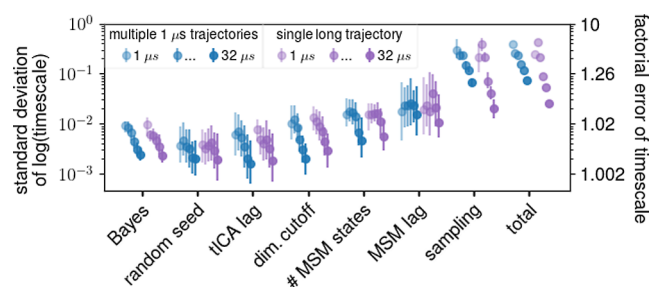 standard deviation
of log(timescale)
10⁰
10⁻¹
10⁻²
10⁻³
multiple 1 μs trajectories
1 μs ... 32 μs
single long trajectory
1 μs ... 32 μs
10
1.26
1.02
1.002
factorial error of timescale
Bayes
random seed
tICA lag
dim. cutoff
# MSM states
MSM lag
sampling
total